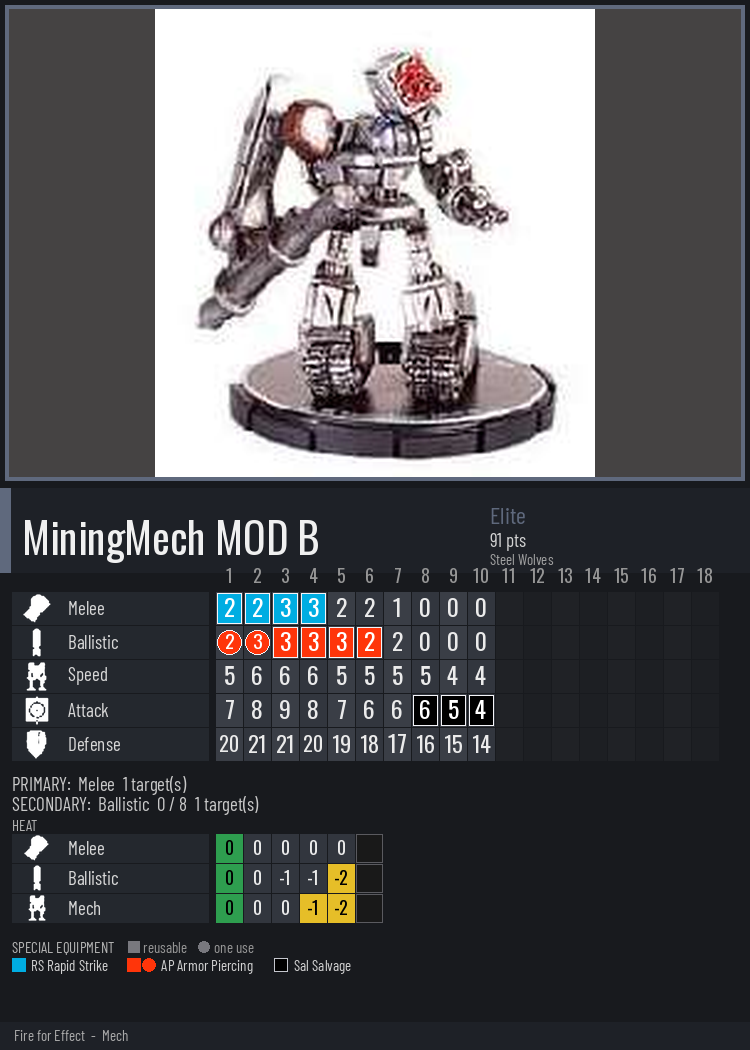 MiningMech MOD B
Elite
91 pts
Steel Wolves
1 2 3 4 5 6 7 8 9 10 11 12 13 14 15 16 17 18
Melee 2 2 3 3 2 2 1 0 0 0
Ballistic 2 3 3 3 3 2 2 0 0 0
Speed 5 6 6 6 5 5 5 5 4 4
Attack 7 8 9 8 7 6 6 6 5 4
Defense 20 21 21 20 19 18 17 16 15 14
PRIMARY: Melee 1 target(s)
SECONDARY: Ballistic 0 / 8 1 target(s)
HEAT
Melee 0 0 0 0 0
Ballistic 0 0 -1 -1 -2
Mech 0 0 0 -1 -2
SPECIAL EQUIPMENT reusable one use
RS Rapid Strike AP Armor Piercing Sal Salvage
Fire for Effect - Mech